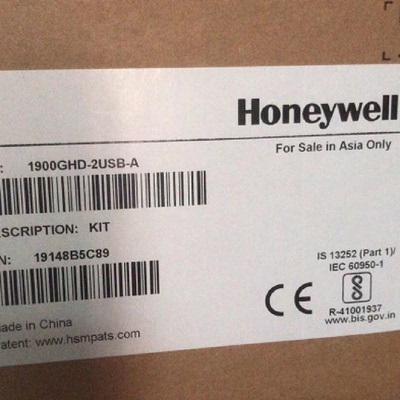 Honeywell
For Sale in Asia Only
: 1900GHD-2USB-A
SCRIPTION: KIT
N: 19148B5C89
IS 13252 (Part 1)/
IEC 60950-1
CE
R-41001937
www.bis.gov.in
ade in China
atent: www.hsmpats.com